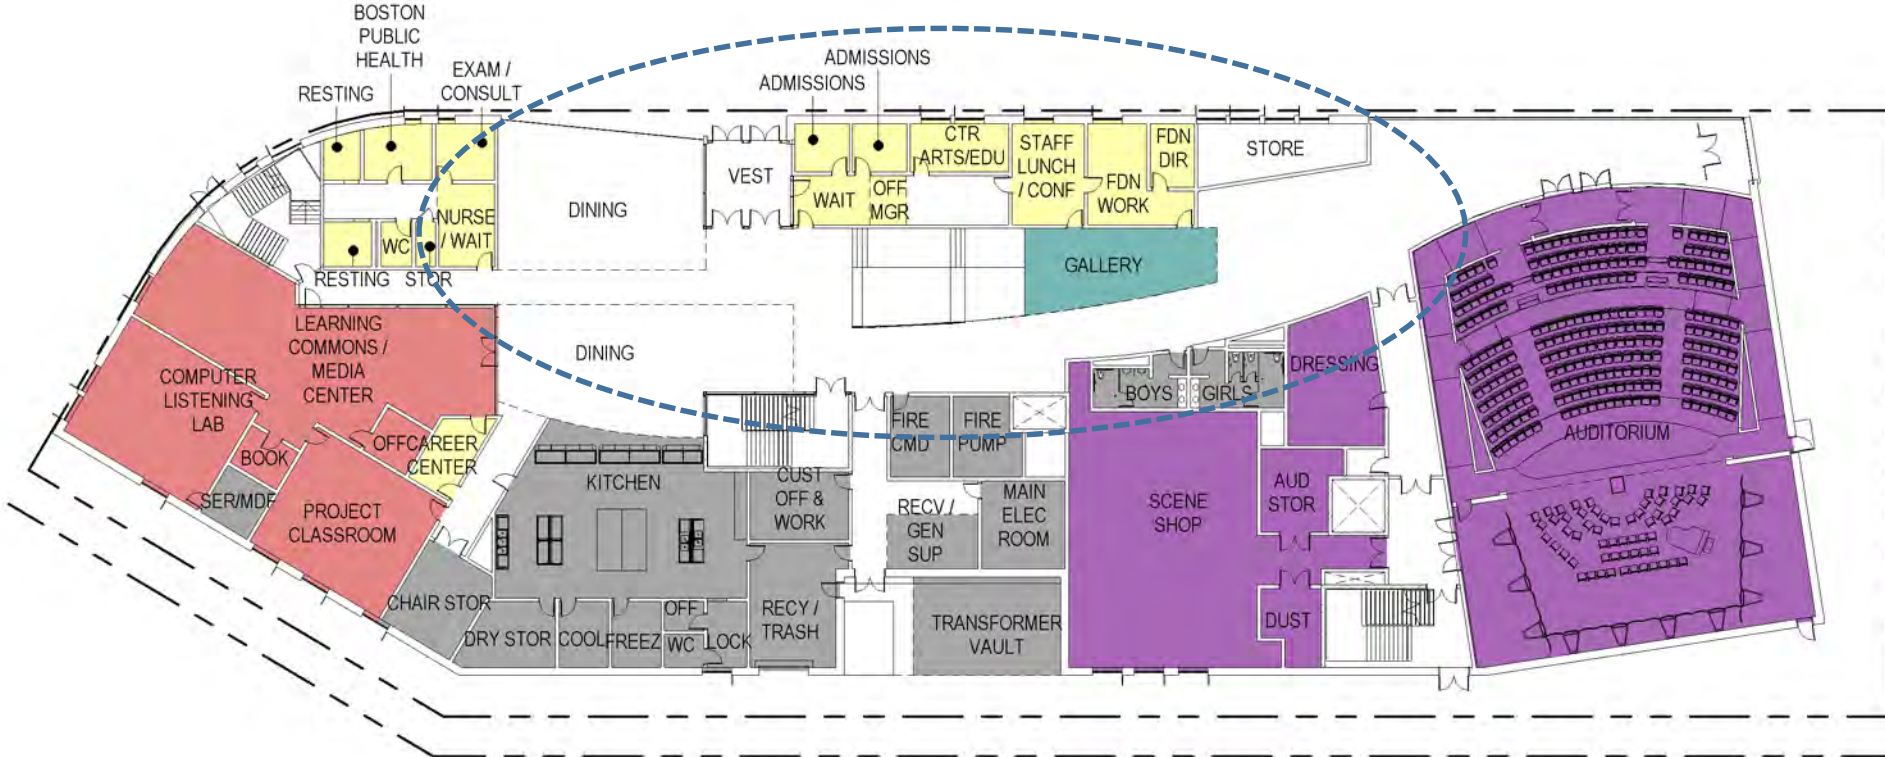 BOSTON
PUBLIC
HEALTH
RESTING
EXAM /
CONSULT
ADMISSIONS
ADMISSIONS
CTR
ARTS/EDU
STAFF
LUNCH
/ CONF
FDN
DIR
FDN
WORK
STORE
VEST
WAIT
OFF
MGR
DINING
NURSE
/ WAIT
WC
RESTING
STOR
GALLERY
LEARNING
COMMONS /
MEDIA
CENTER
COMPUTER
LISTENING
LAB
DINING
BOYS
GIRLS
DRESSING
OFF
CAREER
CENTER
BOOK
SER/MDF
PROJECT
CLASSROOM
KITCHEN
CUST
OFF &
WORK
FIRE
CMD
FIRE
PUMP
RECV /
GEN
SUP
MAIN
ELEC
ROOM
SCENE
SHOP
AUD
STOR
AUDITORIUM
CHAIR STOR
DRY STOR
COOL
FREEZ
OFF
WC
LOCK
RECY /
TRASH
TRANSFORMER
VAULT
DUST